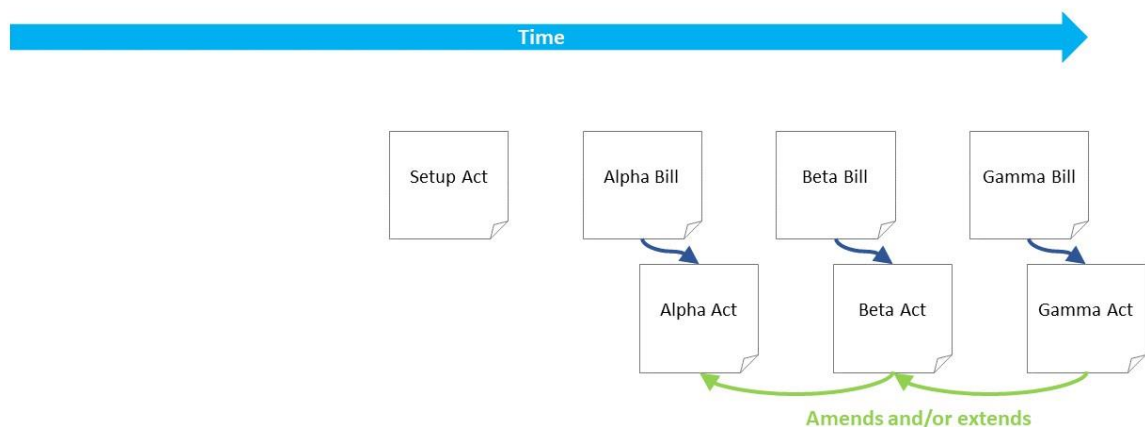 Time
Setup Act
Alpha Bill
Beta Bill
Gamma Bill
Alpha Act
Beta Act
Gamma Act
Amends and/or extends